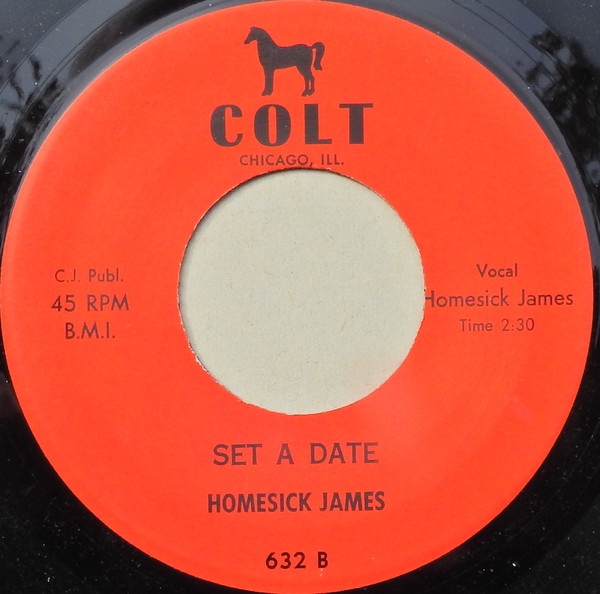 COLT
CHICAGO, ILL.
C.J. Publ.
45 RPM
B.M.I.
Vocal
Homesick James
Time 2:30
SET A DATE
HOMESICK JAMES
632 B